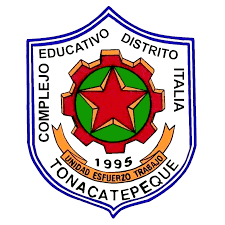 COMPLEJO EDUCATIVO DISTRITO ITALIA
1995
UNIDAD ESFUERZO TRABAJO
TONACATEPEQUE